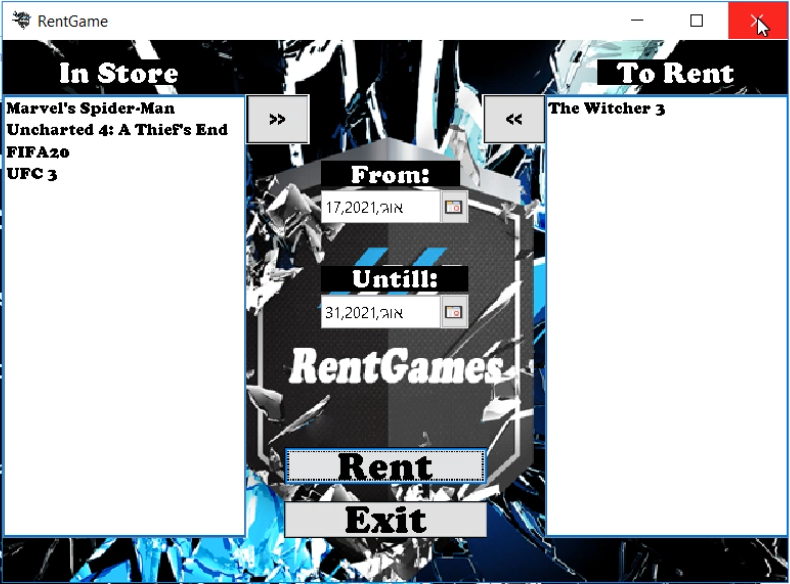 RentGame
In Store
To Rent
Marvel's Spider-Man
Uncharted 4: A Thief's End
FIFA20
UFC 3
>>
<<
The Witcher 3
From:
17,2021,אוג
Untill:
31,2021,אוג
RentGames
Rent
Exit